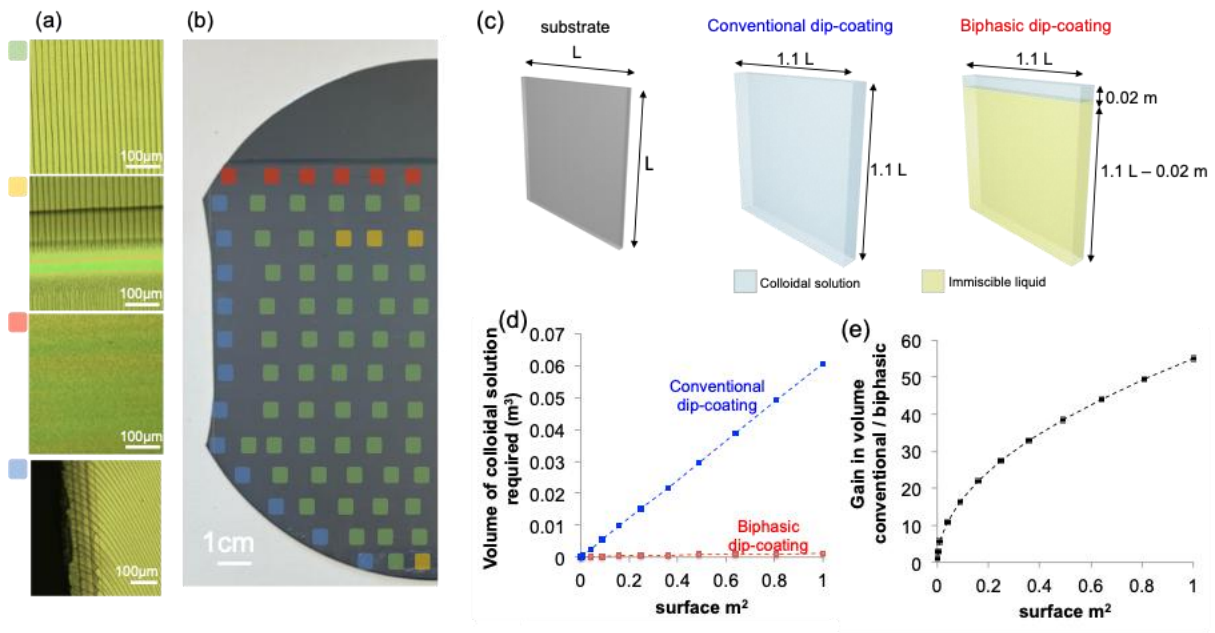 (a)
100µm
100µm
100µm
100µm
(b)
1cm
(c)
substrate
L
L
Conventional dip-coating
1.1 L
1.1 L
Biphasic dip-coating
1.1 L
0.02 m
1.1 L – 0.02 m
Colloidal solution
Immiscible liquid
(d)
Volume of colloidal solution
required (m³)
0.07
0.06
0.05
0.04
0.03
0.02
0.01
0
Conventional
dip-coating
Biphasic
dip-coating
0
0.2
0.4
0.6
0.8
1
surface m²
(e)
Gain in volume
conventional / biphasic
60
50
40
30
20
10
0
0
0.2
0.4
0.6
0.8
1
surface m²